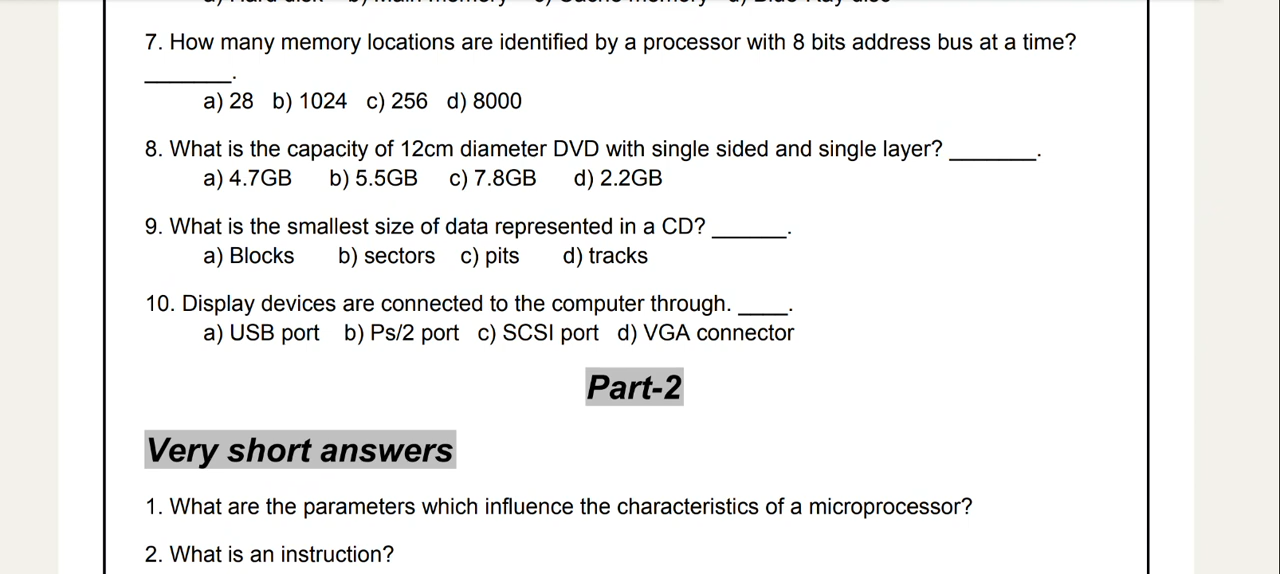 7. How many memory locations are identified by a processor with 8 bits address bus at a time?
_______.
a) 28 b) 1024 c) 256 d) 8000
8. What is the capacity of 12cm diameter DVD with single sided and single layer? _______.
a) 4.7GB b) 5.5GB c) 7.8GB d) 2.2GB
9. What is the smallest size of data represented in a CD? ______.
a) Blocks b) sectors c) pits d) tracks
10. Display devices are connected to the computer through. ____.
a) USB port b) Ps/2 port c) SCSI port d) VGA connector
Part-2
Very short answers
1. What are the parameters which influence the characteristics of a microprocessor?
2. What is an instruction?